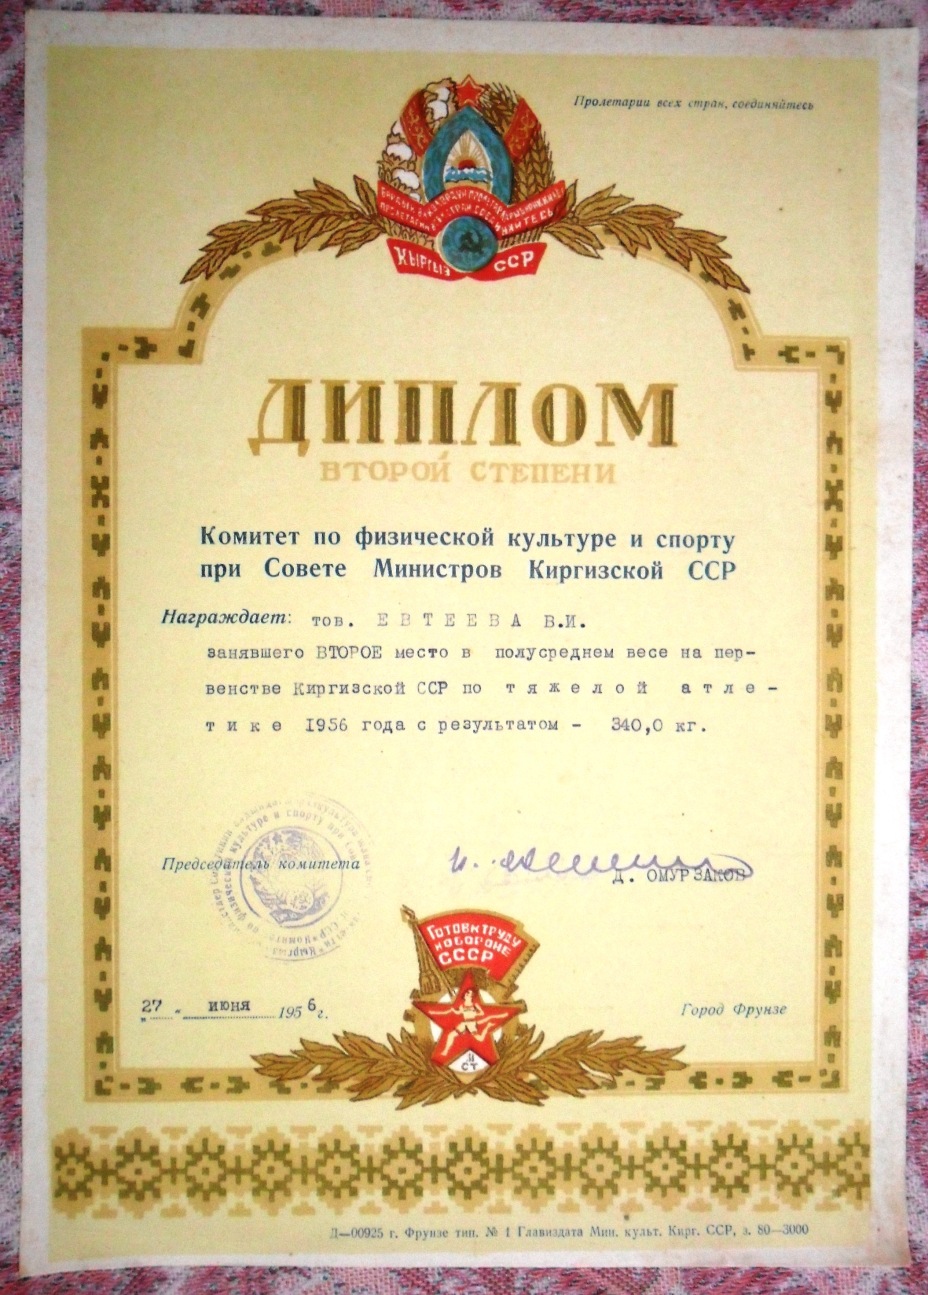 Пролетарии всех стран, соединяйтесь
КЫРГЫЗ ССР
ДИПЛОМ
ВТОРОЙ СТЕПЕНИ
Комитет по физической культуре и спорту
при Совете Министров Киргизской ССР
Награждает: тов. ЕВТЕЕВА В.И.
занявшего ВТОРОЕ место в полусреднем весе на пер-
венстве Киргизской ССР по тяжелой атле-
тике 1956 года с результатом - 340,0 кг.
Председатель комитета
Д. ОМУРЗАКОВ
ГОТОВ К ТРУДУ
И ОБОРОНЕ
СССР
"27" июня 1956 г.
Город Фрунзе
II
СТ
Л—00925 г. Фрунзе тип. № 1 Главиздата Мин. культ. Кирг. ССР, з. 80—3000